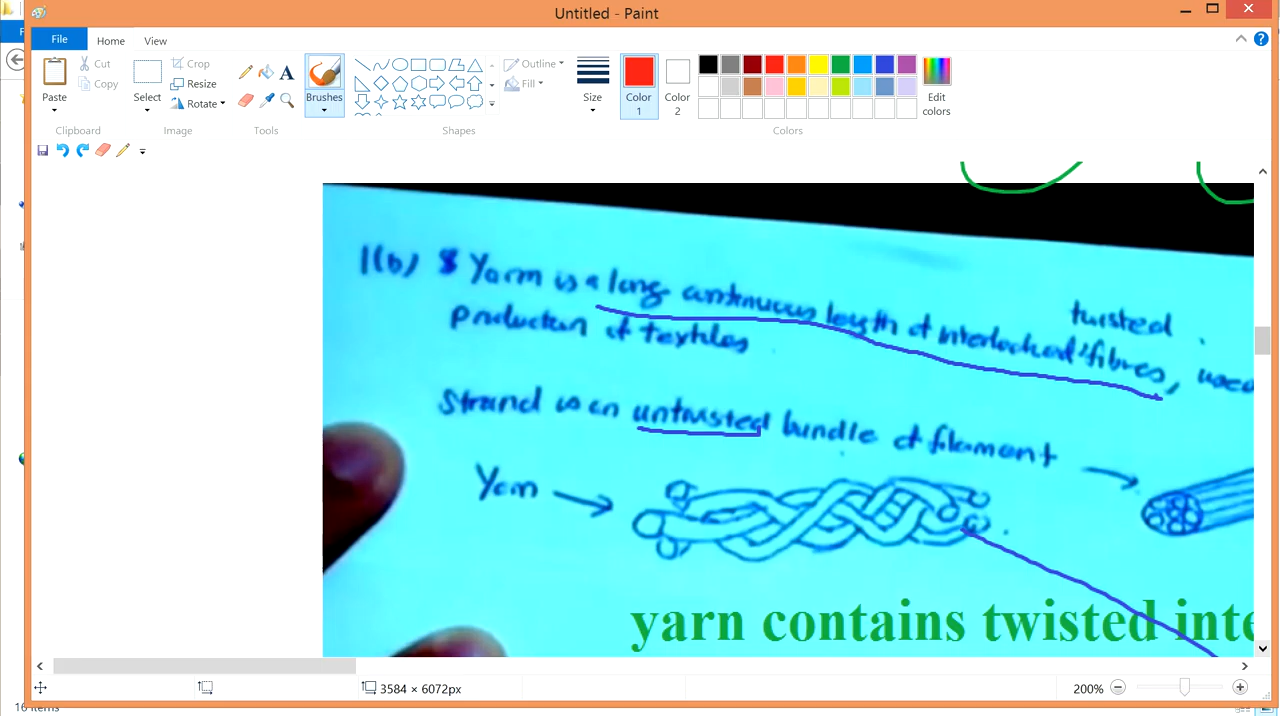 Untitled - Paint
File
Home
View
Paste
Cut
Copy
Clipboard
Select
Crop
Resize
Rotate
Image
Tools
Brushes
Shapes
Outline
Fill
Size
Color 1
Color 2
Colors
Edit colors
1(b) Yarn is a long continuous length of interlocked fibres, used
twisted
production of textiles
Strand is an untwisted bundle of filament
Yarn
yarn contains twisted inte
3584 × 6072px
200%
16 items